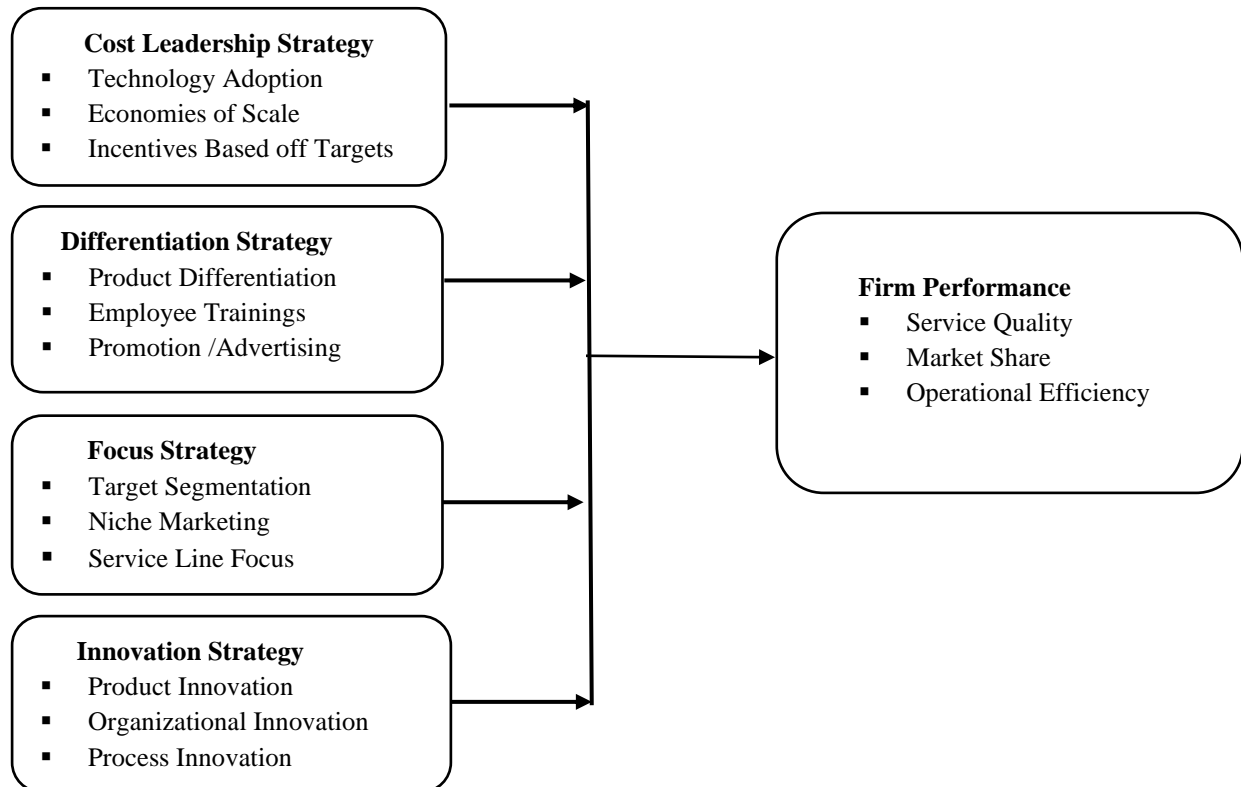 Cost Leadership Strategy
▪ Technology Adoption
▪ Economies of Scale
▪ Incentives Based off Targets
Differentiation Strategy
▪ Product Differentiation
▪ Employee Trainings
▪ Promotion /Advertising
Focus Strategy
▪ Target Segmentation
▪ Niche Marketing
▪ Service Line Focus
Innovation Strategy
▪ Product Innovation
▪ Organizational Innovation
▪ Process Innovation
Firm Performance
▪ Service Quality
▪ Market Share
▪ Operational Efficiency